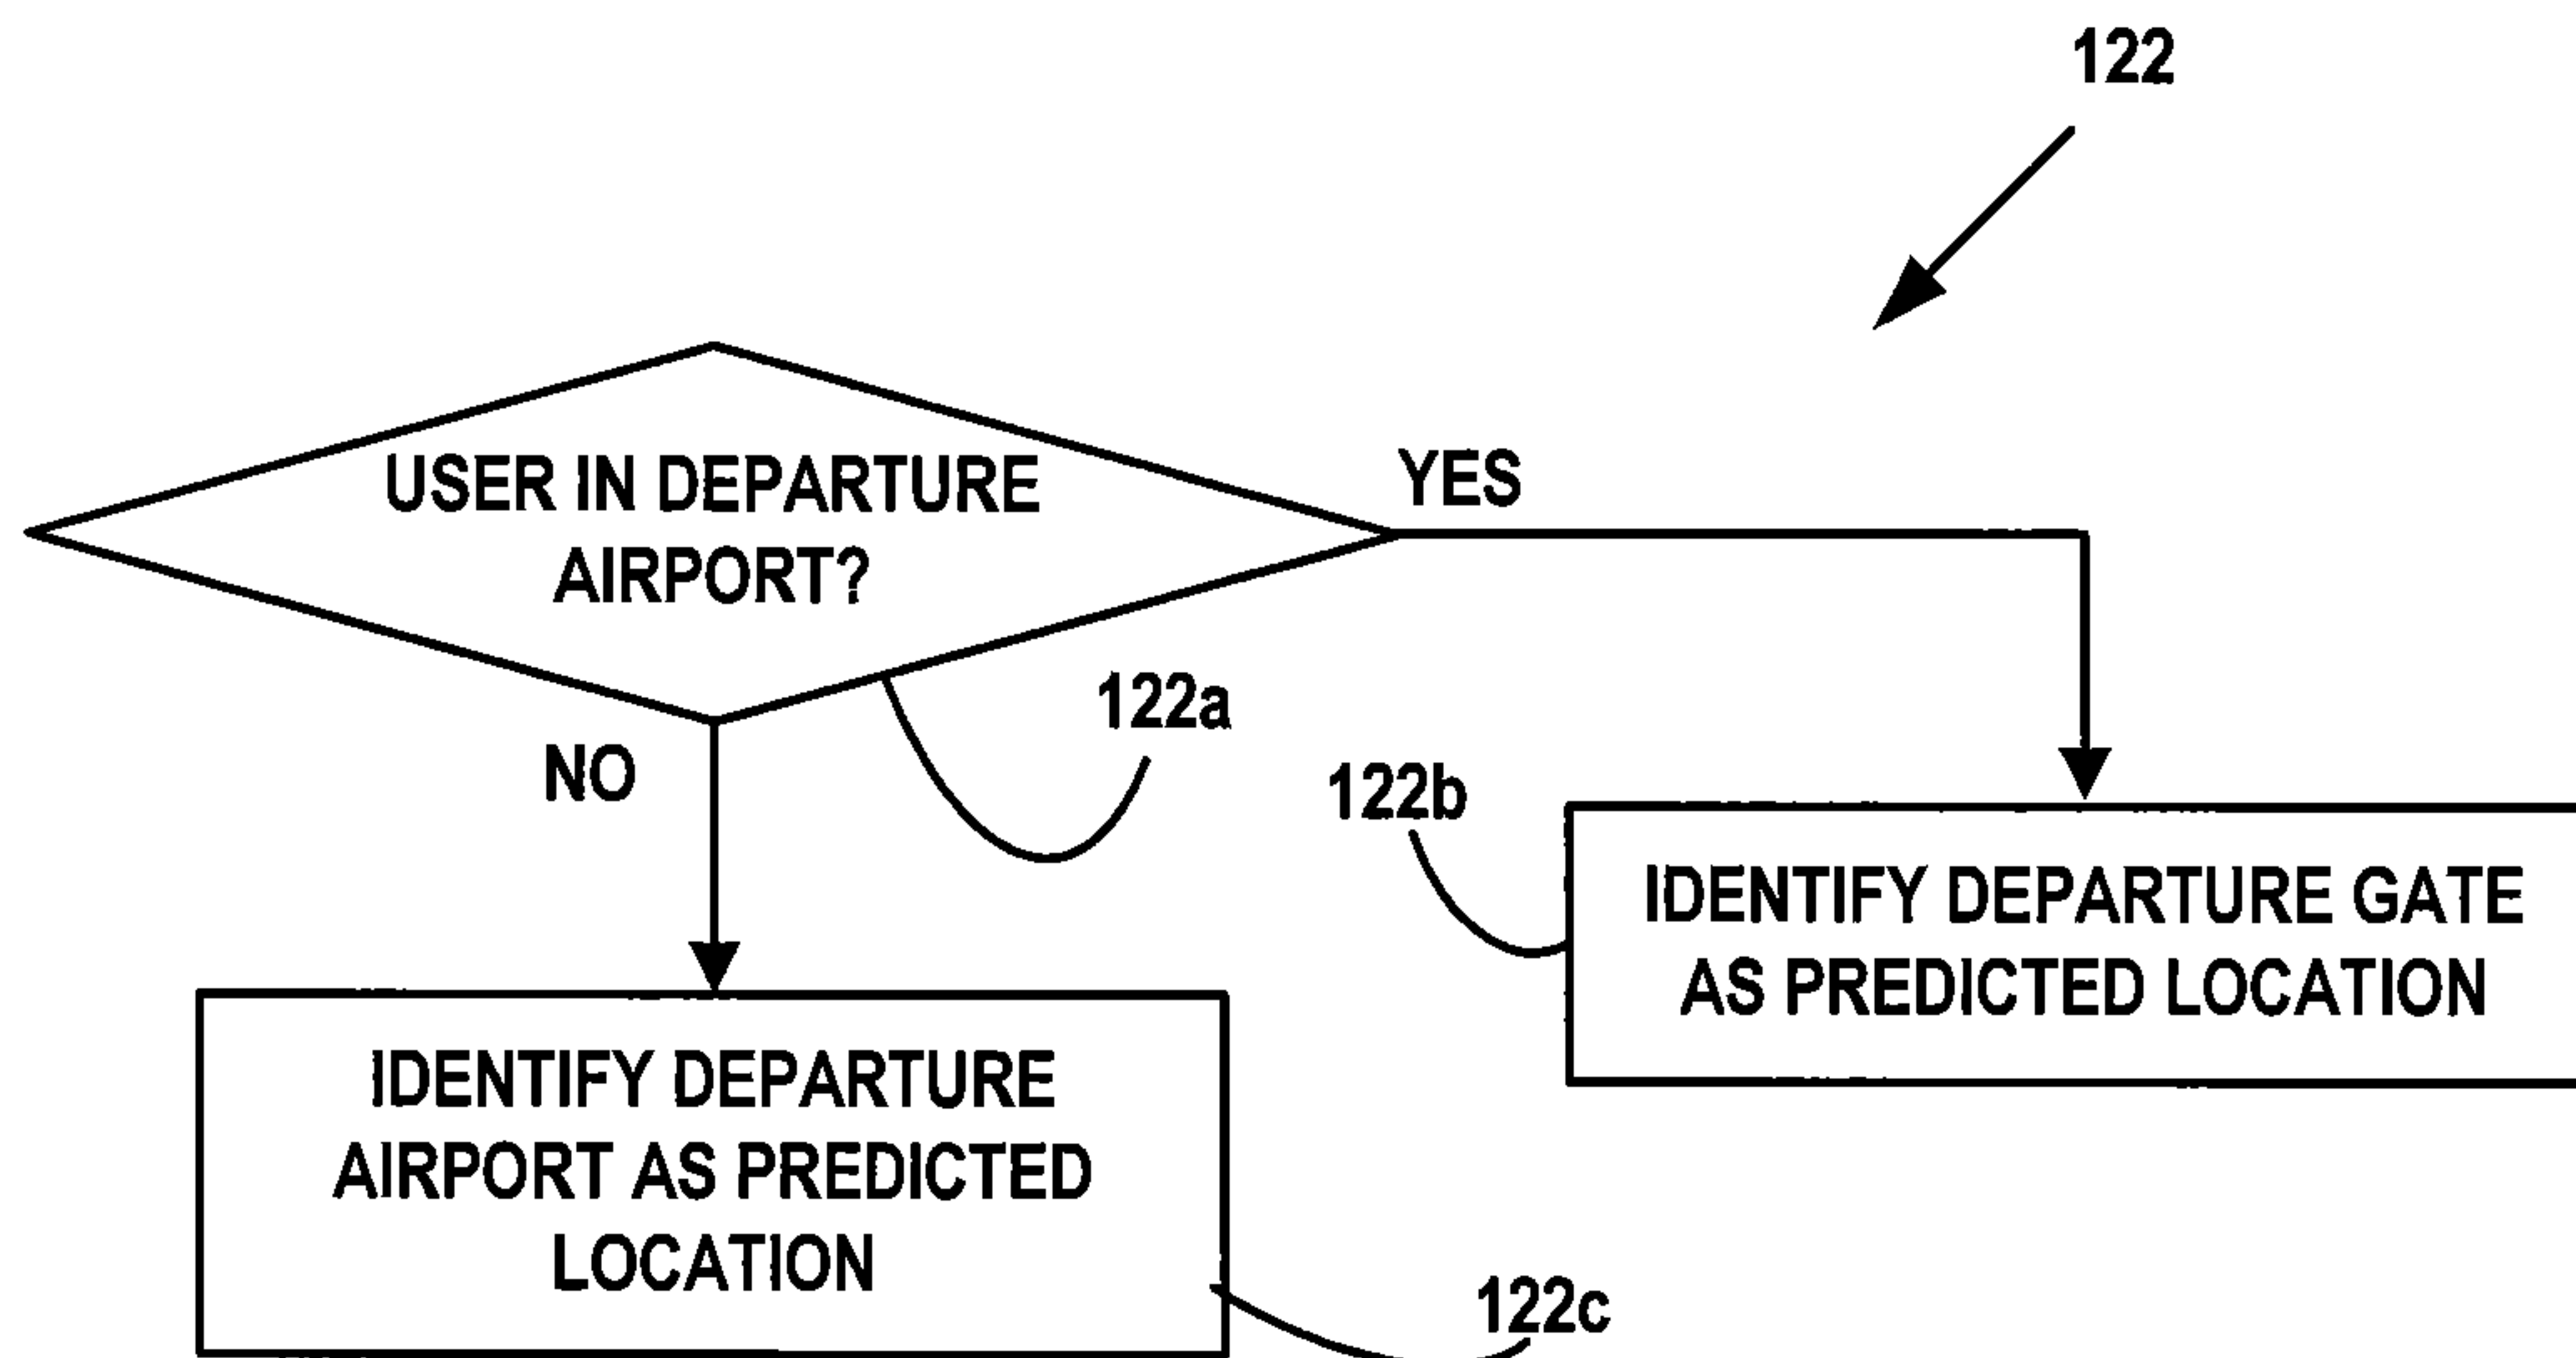 122
USER IN DEPARTURE
AIRPORT?
YES
122a
NO
122b
IDENTIFY DEPARTURE GATE
AS PREDICTED LOCATION
IDENTIFY DEPARTURE
AIRPORT AS PREDICTED
LOCATION
122c